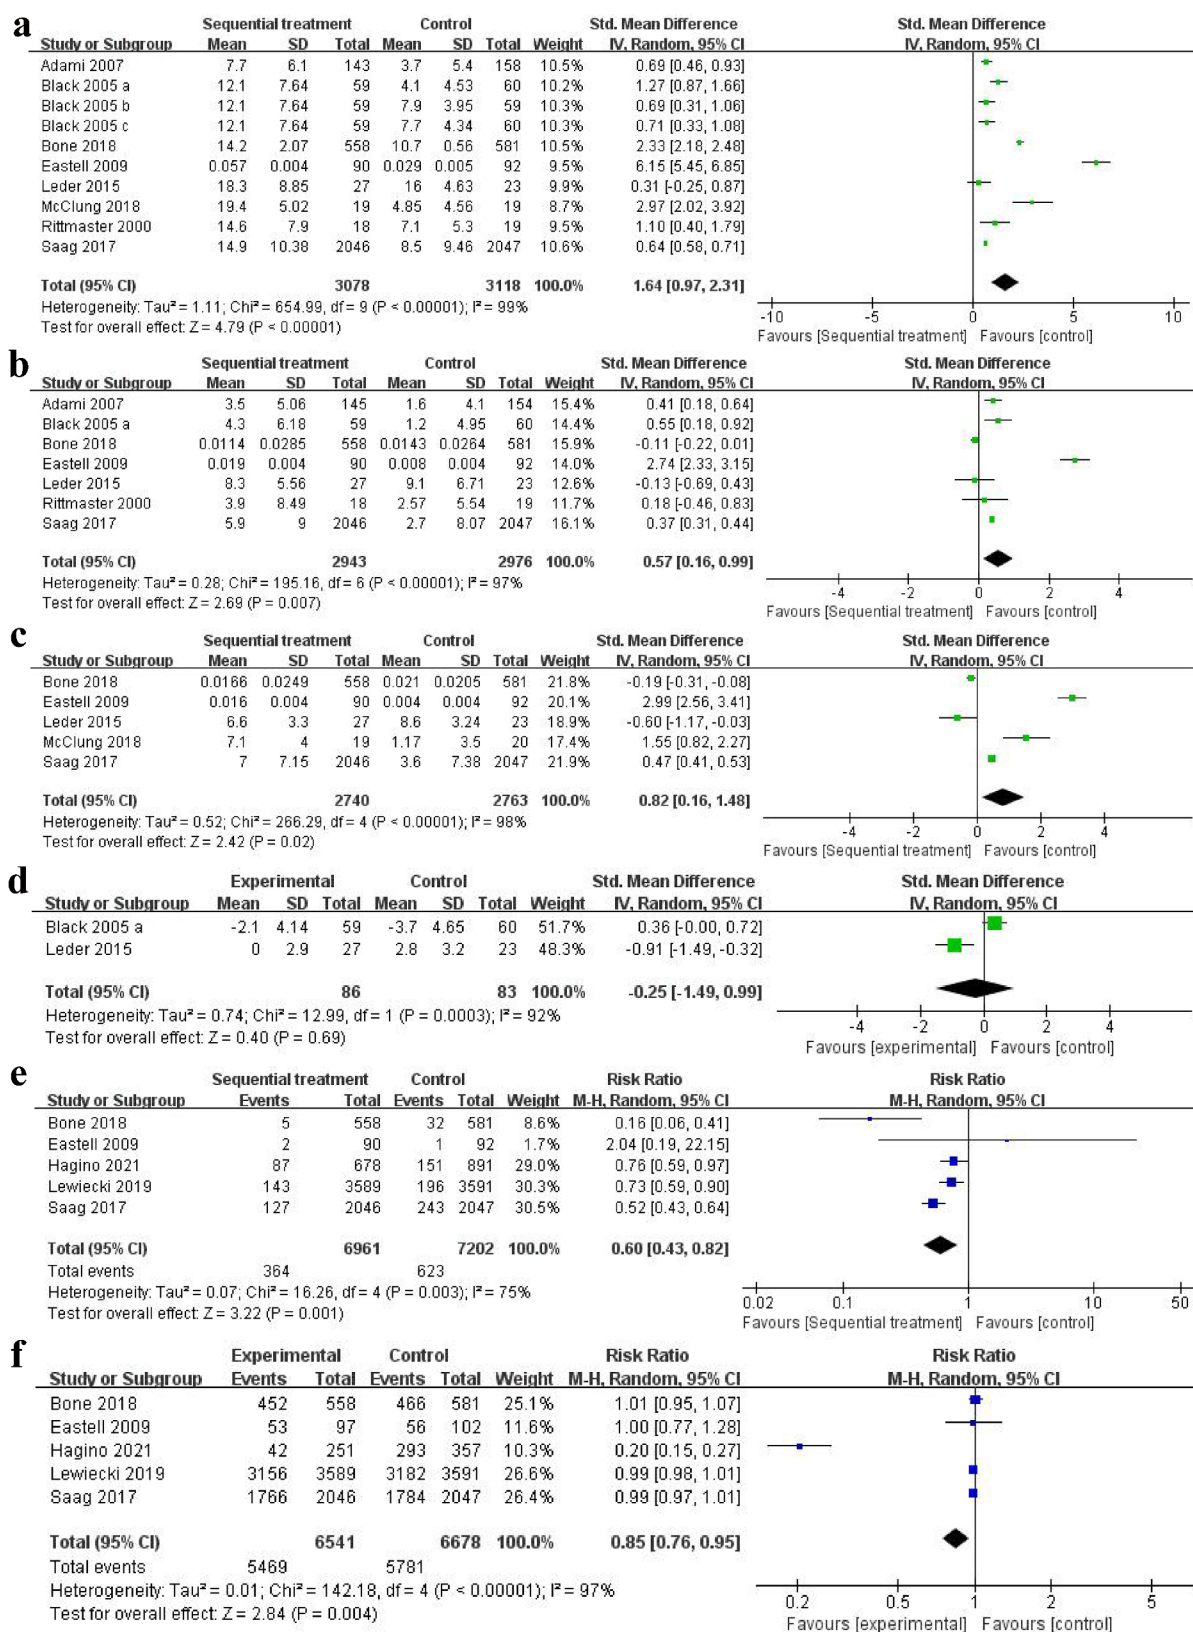 a
Sequential treatment Control Std. Mean Difference Std. Mean Difference
Study or Subgroup Mean SD Total Mean SD Total Weight IV, Random, 95% CI IV, Random, 95% CI
Adami 2007 7.7 6.1 143 3.7 5.4 158 10.5% 0.69 [0.46, 0.93]
Black 2005 a 12.1 7.64 59 4.1 4.53 60 10.2% 1.27 [0.87, 1.66]
Black 2005 b 12.1 7.64 59 7.9 3.95 59 10.3% 0.69 [0.31, 1.06]
Black 2005 c 12.1 7.64 59 7.7 4.34 60 10.3% 0.71 [0.33, 1.08]
Bone 2018 14.2 2.07 558 10.7 0.56 581 10.5% 2.33 [2.18, 2.48]
Eastell 2009 0.057 0.004 90 0.029 0.005 92 9.5% 6.15 [5.45, 6.85]
Leder 2015 18.3 8.85 27 16 4.63 23 9.9% 0.31 [-0.25, 0.87]
McClung 2018 19.4 5.02 19 4.85 4.56 19 8.7% 2.97 [2.02, 3.92]
Rittmaster 2000 14.6 7.9 18 7.1 5.3 19 9.5% 1.10 [0.40, 1.79]
Saag 2017 14.9 10.38 2046 8.5 9.46 2047 10.6% 0.64 [0.58, 0.71]
Total (95% CI) 3078 3118 100.0% 1.64 [0.97, 2.31]
Heterogeneity: Tau² = 1.11; Chi² = 654.99, df = 9 (P < 0.00001); I² = 99%
Test for overall effect: Z = 4.79 (P < 0.00001)
-10 -5 0 5 10
Favours [Sequential treatment] Favours [control]
b
Sequential treatment Control Std. Mean Difference Std. Mean Difference
Study or Subgroup Mean SD Total Mean SD Total Weight IV, Random, 95% CI IV, Random, 95% CI
Adami 2007 3.5 5.06 145 1.6 4.1 154 15.4% 0.41 [0.18, 0.64]
Black 2005 a 4.3 6.18 59 1.2 4.95 60 14.4% 0.55 [0.18, 0.92]
Bone 2018 0.0114 0.0285 558 0.0143 0.0264 581 15.9% -0.11 [-0.22, 0.01]
Eastell 2009 0.019 0.004 90 0.008 0.004 92 14.0% 2.74 [2.33, 3.15]
Leder 2015 8.3 5.56 27 9.1 6.71 23 12.6% -0.13 [-0.69, 0.43]
Rittmaster 2000 3.9 8.49 18 2.57 5.54 19 11.7% 0.18 [-0.46, 0.83]
Saag 2017 5.9 9 2046 2.7 8.07 2047 16.1% 0.37 [0.31, 0.44]
Total (95% CI) 2943 2976 100.0% 0.57 [0.16, 0.99]
Heterogeneity: Tau² = 0.28; Chi² = 195.16, df = 6 (P < 0.00001); I² = 97%
Test for overall effect: Z = 2.69 (P = 0.007)
-4 -2 0 2 4
Favours [Sequential treatment] Favours [control]
c
Sequential treatment Control Std. Mean Difference Std. Mean Difference
Study or Subgroup Mean SD Total Mean SD Total Weight IV, Random, 95% CI IV, Random, 95% CI
Bone 2018 0.0166 0.0249 558 0.021 0.0205 581 21.8% -0.19 [-0.31, -0.08]
Eastell 2009 0.016 0.004 90 0.004 0.004 92 20.1% 2.99 [2.56, 3.41]
Leder 2015 6.6 3.3 27 8.6 3.24 23 18.9% -0.60 [-1.17, -0.03]
McClung 2018 7.1 4 19 1.17 3.5 20 17.4% 1.55 [0.82, 2.27]
Saag 2017 7 7.15 2046 3.6 7.38 2047 21.9% 0.47 [0.41, 0.53]
Total (95% CI) 2740 2763 100.0% 0.82 [0.16, 1.48]
Heterogeneity: Tau² = 0.52; Chi² = 266.29, df = 4 (P < 0.00001); I² = 98%
Test for overall effect: Z = 2.42 (P = 0.02)
-4 -2 0 2 4
Favours [Sequential treatment] Favours [control]
d
Experimental Control Std. Mean Difference Std. Mean Difference
Study or Subgroup Mean SD Total Mean SD Total Weight IV, Random, 95% CI IV, Random, 95% CI
Black 2005 a -2.1 4.14 59 -3.7 4.65 60 51.7% 0.36 [-0.00, 0.72]
Leder 2015 0 2.9 27 2.8 3.2 23 48.3% -0.91 [-1.49, -0.32]
Total (95% CI) 86 83 100.0% -0.25 [-1.49, 0.99]
Heterogeneity: Tau² = 0.74; Chi² = 12.99, df = 1 (P = 0.0003); I² = 92%
Test for overall effect: Z = 0.40 (P = 0.69)
-4 -2 0 2 4
Favours [experimental] Favours [control]
e
Sequential treatment Control Risk Ratio Risk Ratio
Study or Subgroup Events Total Events Total Weight M-H, Random, 95% CI M-H, Random, 95% CI
Bone 2018 5 558 32 581 8.6% 0.16 [0.06, 0.41]
Eastell 2009 2 90 1 92 1.7% 2.04 [0.19, 22.15]
Hagino 2021 87 678 151 891 29.0% 0.76 [0.59, 0.97]
Lewiecki 2019 143 3589 196 3591 30.3% 0.73 [0.59, 0.90]
Saag 2017 127 2046 243 2047 30.5% 0.52 [0.43, 0.64]
Total (95% CI) 6961 7202 100.0% 0.60 [0.43, 0.82]
Total events 364 623
Heterogeneity: Tau² = 0.07; Chi² = 16.26, df = 4 (P = 0.003); I² = 75%
Test for overall effect: Z = 3.22 (P = 0.001)
0.02 0.1 1 10 50
Favours [Sequential treatment] Favours [control]
f
Experimental Control Risk Ratio Risk Ratio
Study or Subgroup Events Total Events Total Weight M-H, Random, 95% CI M-H, Random, 95% CI
Bone 2018 452 558 466 581 25.1% 1.01 [0.95, 1.07]
Eastell 2009 53 97 56 102 11.6% 1.00 [0.77, 1.28]
Hagino 2021 42 251 293 357 10.3% 0.20 [0.15, 0.27]
Lewiecki 2019 3156 3589 3182 3591 26.6% 0.99 [0.98, 1.01]
Saag 2017 1766 2046 1784 2047 26.4% 0.99 [0.97, 1.01]
Total (95% CI) 6541 6678 100.0% 0.85 [0.76, 0.95]
Total events 5469 5781
Heterogeneity: Tau² = 0.01; Chi² = 142.18, df = 4 (P < 0.00001); I² = 97%
Test for overall effect: Z = 2.84 (P = 0.004)
0.2 0.5 1 2 5
Favours [experimental] Favours [control]